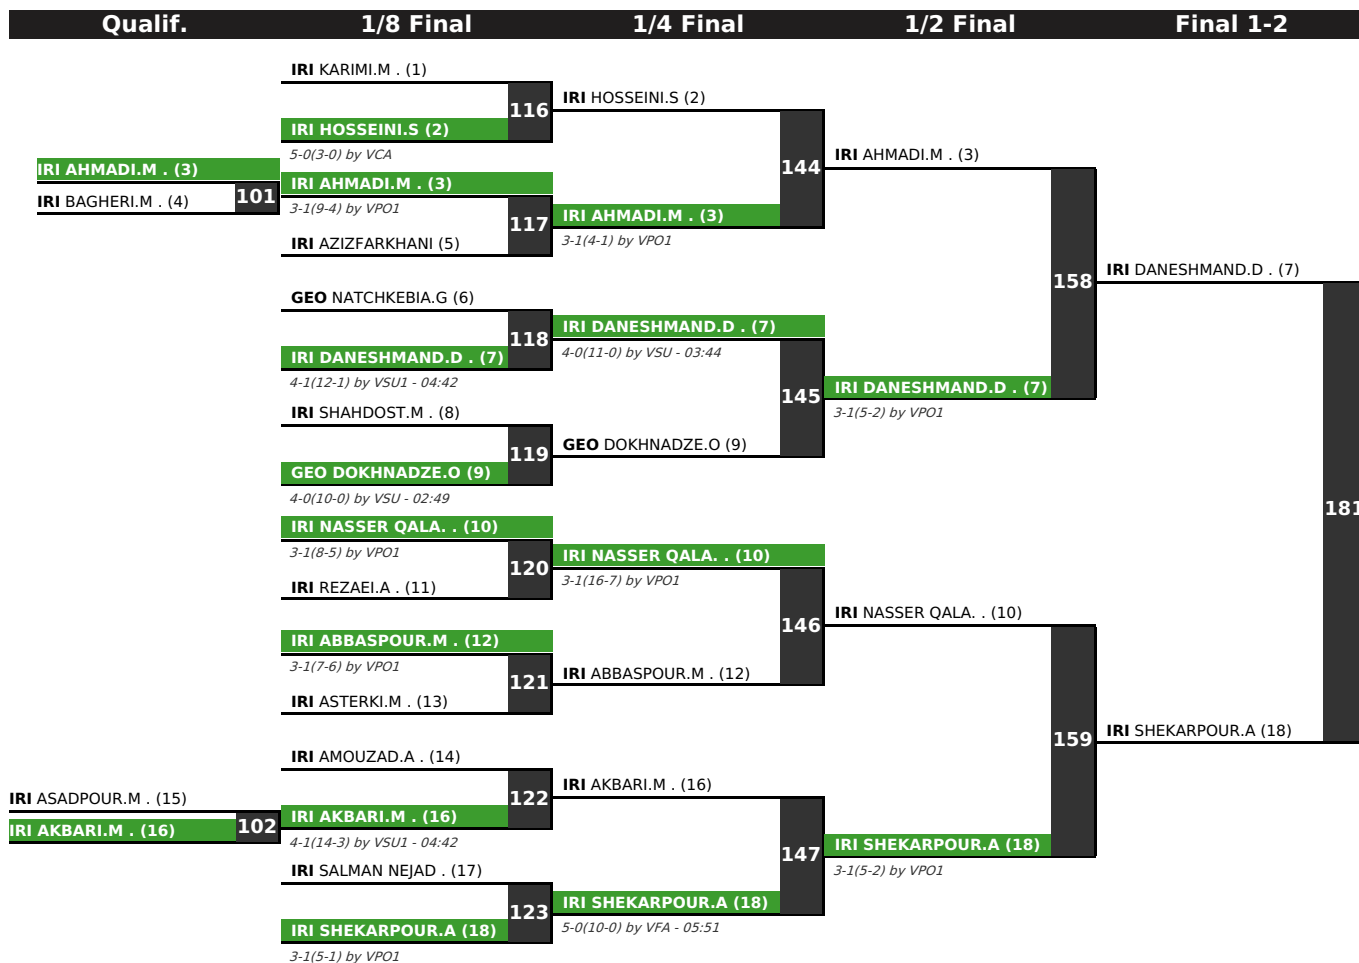 Qualif.
1/8 Final
1/4 Final
1/2 Final
Final 1-2
IRI AHMADI.M . (3)
IRI BAGHERI.M . (4)
101
IRI ASADPOUR.M . (15)
IRI AKBARI.M . (16)
102
IRI KARIMI.M . (1)
116
IRI HOSSEINI.S (2)
5-0(3-0) by VCA
IRI AHMADI.M . (3)
3-1(9-4) by VPO1
117
IRI AZIZFARKHANI (5)
GEO NATCHKEBIA.G (6)
118
IRI DANESHMAND.D . (7)
4-1(12-1) by VSU1 - 04:42
IRI SHAHDOST.M . (8)
119
GEO DOKHNADZE.O (9)
4-0(10-0) by VSU - 02:49
IRI NASSER QALA. . (10)
3-1(8-5) by VPO1
120
IRI REZAEI.A . (11)
IRI ABBASPOUR.M . (12)
3-1(7-6) by VPO1
121
IRI ASTERKI.M . (13)
IRI AMOUZAD.A . (14)
122
IRI AKBARI.M . (16)
4-1(14-3) by VSU1 - 04:42
IRI SALMAN NEJAD . (17)
123
IRI SHEKARPOUR.A (18)
3-1(5-1) by VPO1
IRI HOSSEINI.S (2)
144
IRI AHMADI.M . (3)
3-1(4-1) by VPO1
IRI DANESHMAND.D . (7)
4-0(11-0) by VSU - 03:44
145
GEO DOKHNADZE.O (9)
IRI NASSER QALA. . (10)
3-1(16-7) by VPO1
146
IRI ABBASPOUR.M . (12)
IRI AKBARI.M . (16)
147
IRI SHEKARPOUR.A (18)
5-0(10-0) by VFA - 05:51
IRI AHMADI.M . (3)
158
IRI DANESHMAND.D . (7)
3-1(5-2) by VPO1
IRI NASSER QALA. . (10)
159
IRI SHEKARPOUR.A (18)
3-1(5-2) by VPO1
IRI DANESHMAND.D . (7)
181
IRI SHEKARPOUR.A (18)